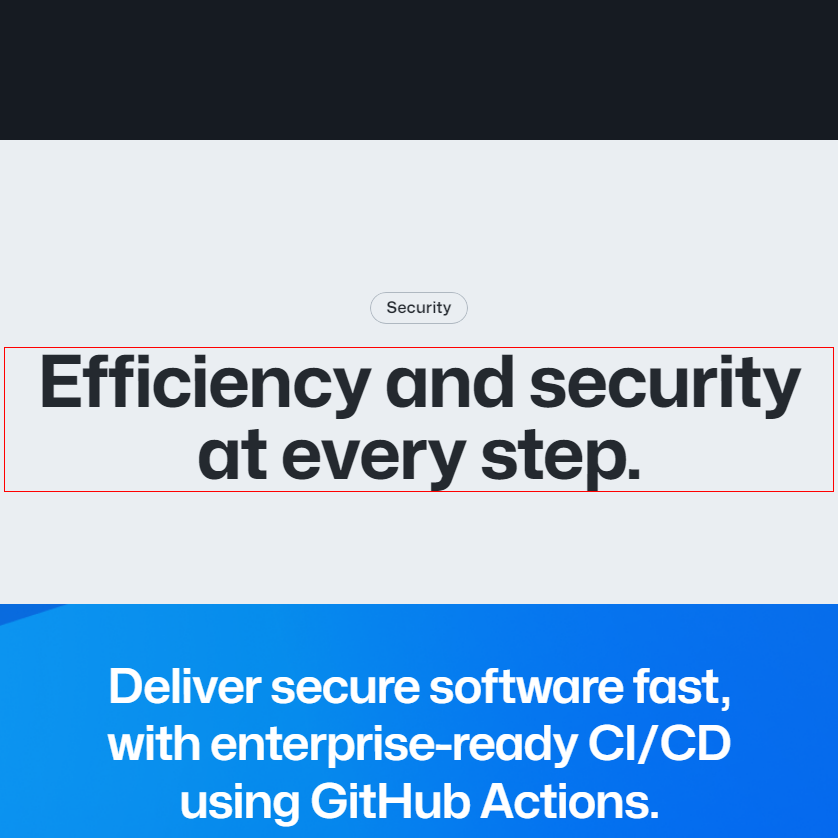 Security
Efficiency and security
at every step.
Deliver secure software fast,
with enterprise-ready CI/CD
using GitHub Actions.